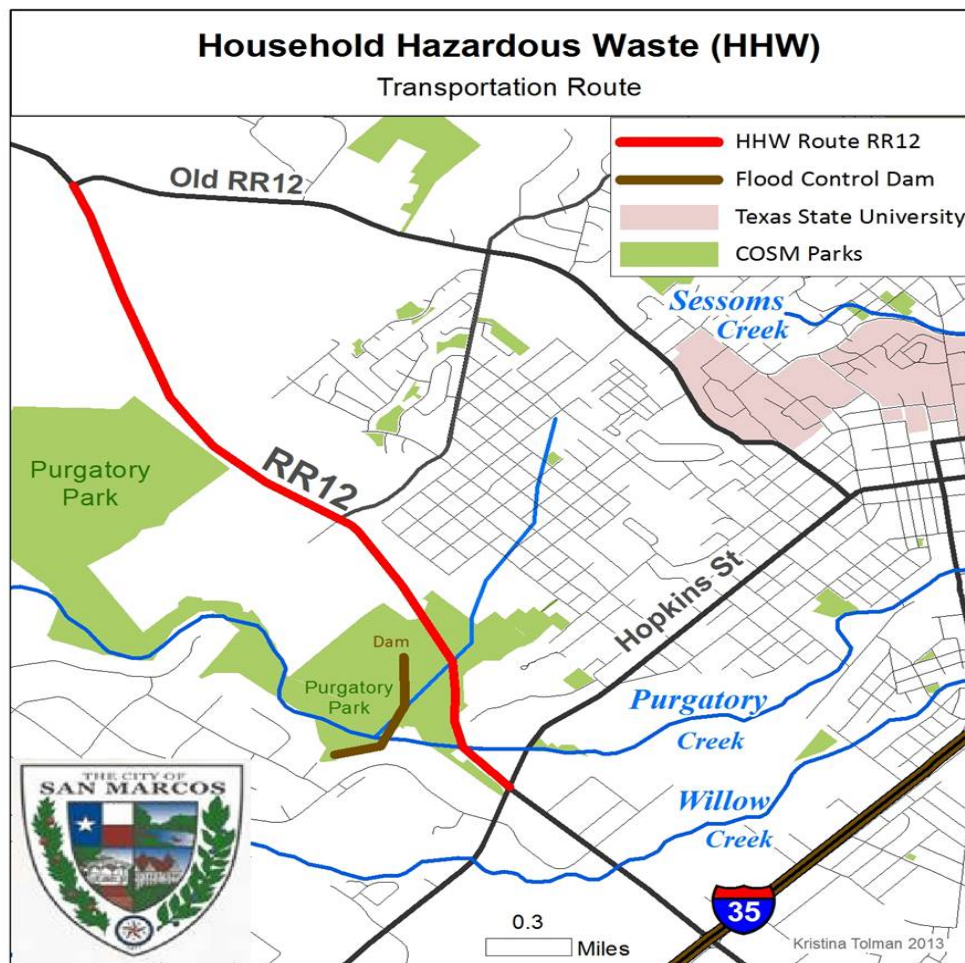 Household Hazardous Waste (HHW)
Transportation Route
HHW Route RR12
Flood Control Dam
Texas State University
COSM Parks
Old RR12
Sessoms
Creek
RR12
Purgatory
Park
Hopkins St
Dam
Purgatory
Park
Purgatory
Creek
Willow
Creek
THE CITY OF
SAN MARCOS
35
0.3
Miles
Kristina Tolman 2013